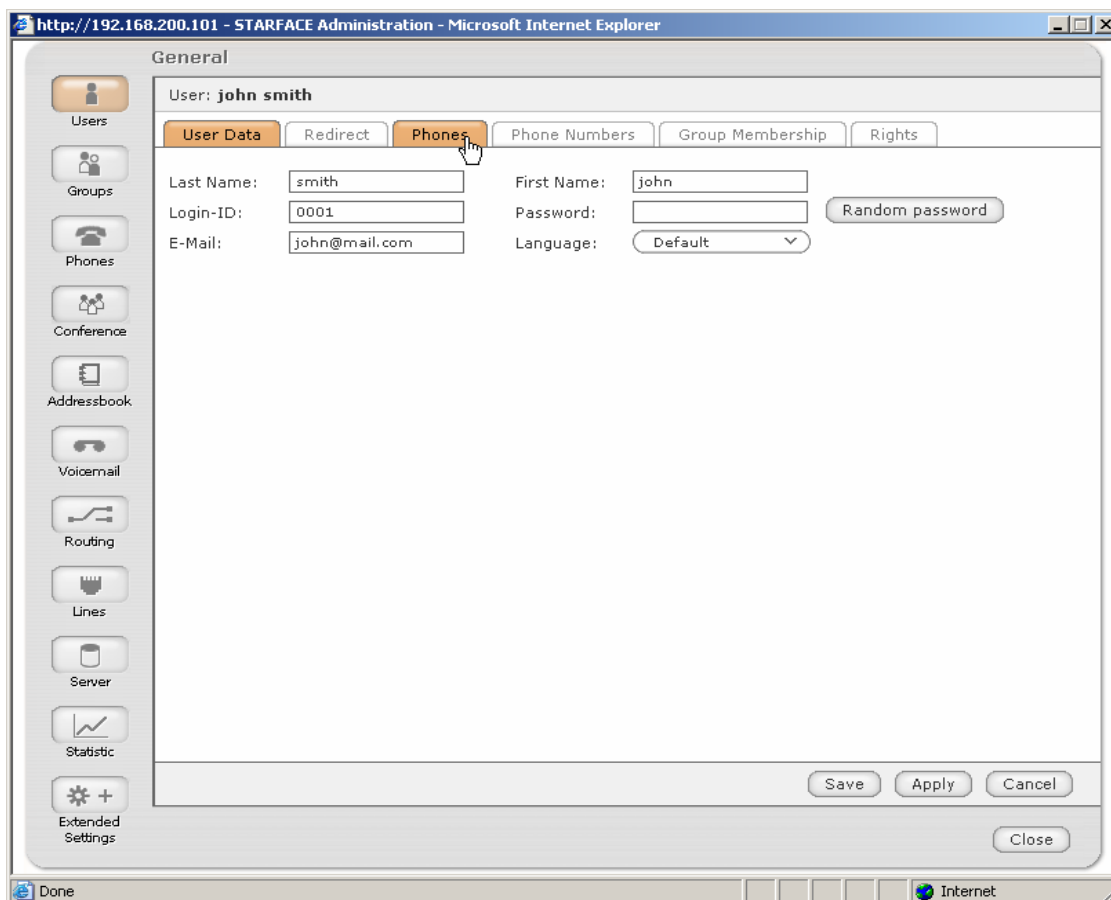 http://192.168.200.101 - STARFACE Administration - Microsoft Internet Explorer
General
Users
Groups
Phones
Conference
Addressbook
Voicemail
Routing
Lines
Server
Statistic
Extended
Settings
User: john smith
User Data Redirect Phones Phone Numbers Group Membership Rights
Last Name: smith First Name: john
Login-ID: 0001 Password: Random password
E-Mail: john@mail.com Language: Default
Save Apply Cancel
Close
Done Internet